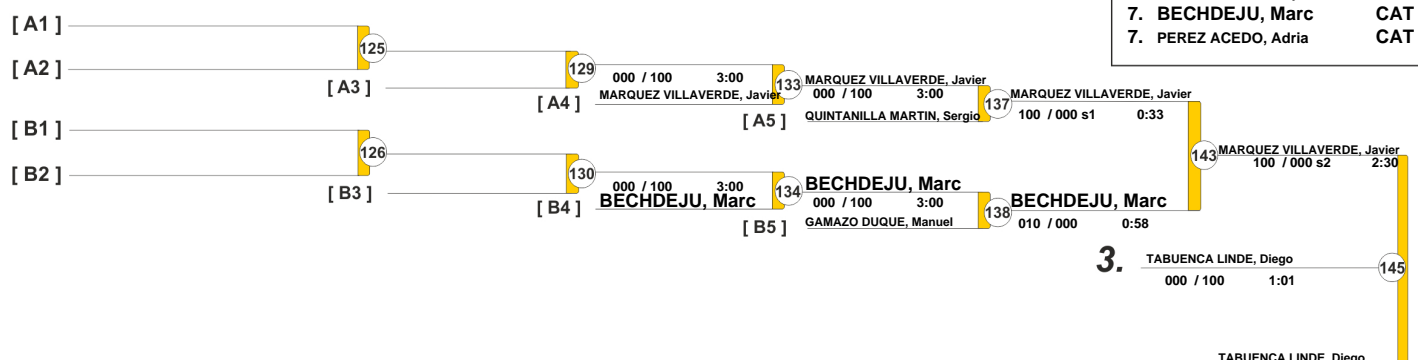 7. BECHDEJU, Marc CAT
7. PEREZ ACEDO, Adria CAT
[ A1 ]
125
[ A2 ]
[ A3 ]
129
000 / 100 3:00
MARQUEZ VILLAVERDE, Javier
[ A4 ]
133
MARQUEZ VILLAVERDE, Javier
000 / 100 3:00
QUINTANILLA MARTIN, Sergio
[ A5 ]
137
MARQUEZ VILLAVERDE, Javier
100 / 000 s1 0:33
[ B1 ]
126
[ B2 ]
[ B3 ]
130
000 / 100 3:00
BECHDEJU, Marc
[ B4 ]
134
BECHDEJU, Marc
000 / 100 3:00
GAMAZO DUQUE, Manuel
[ B5 ]
138
BECHDEJU, Marc
010 / 000 0:58
143
MARQUEZ VILLAVERDE, Javier
100 / 000 s2 2:30
3.
TABUENCA LINDE, Diego
000 / 100 1:01
145
TABUENCA LINDE, Diego